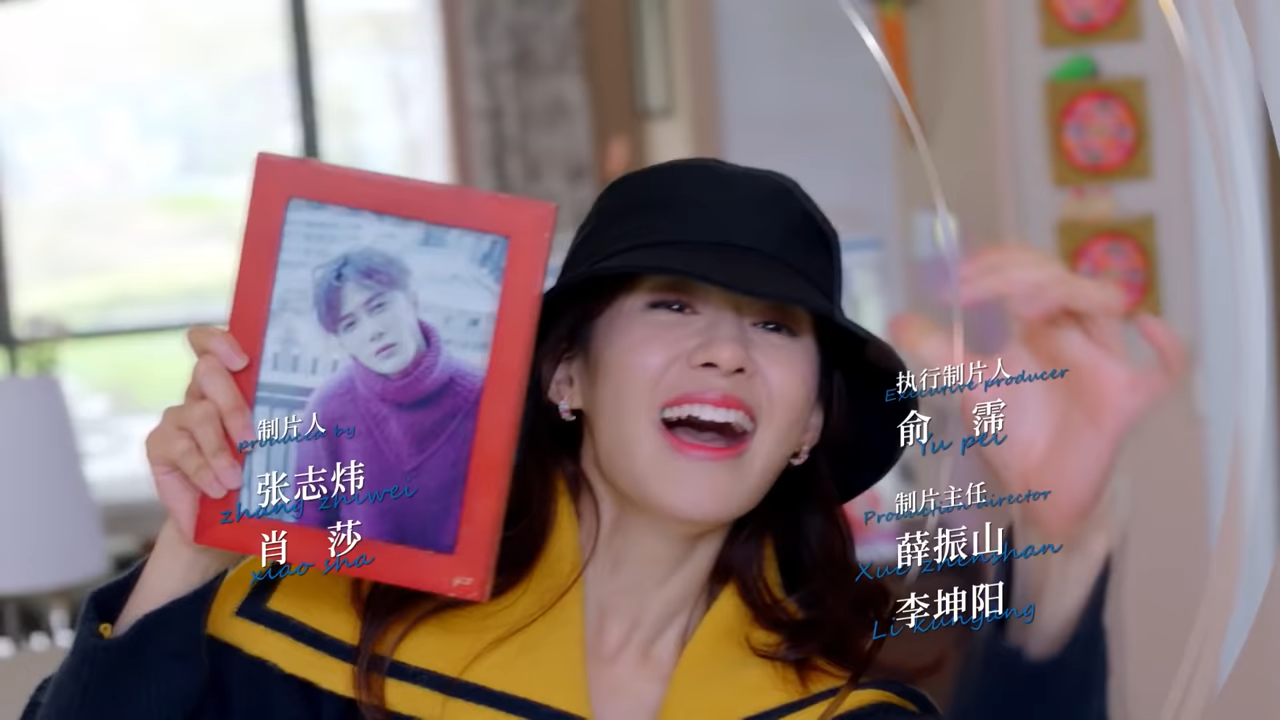 制片人
produced by
张志炜
zhang zhiwei
肖 莎
xiao sha
执行制片人
Executive producer
俞 霈
Yu pei
制片主任
Production director
薛振山
Xue zhenshan
李坤阳
Li kunyang